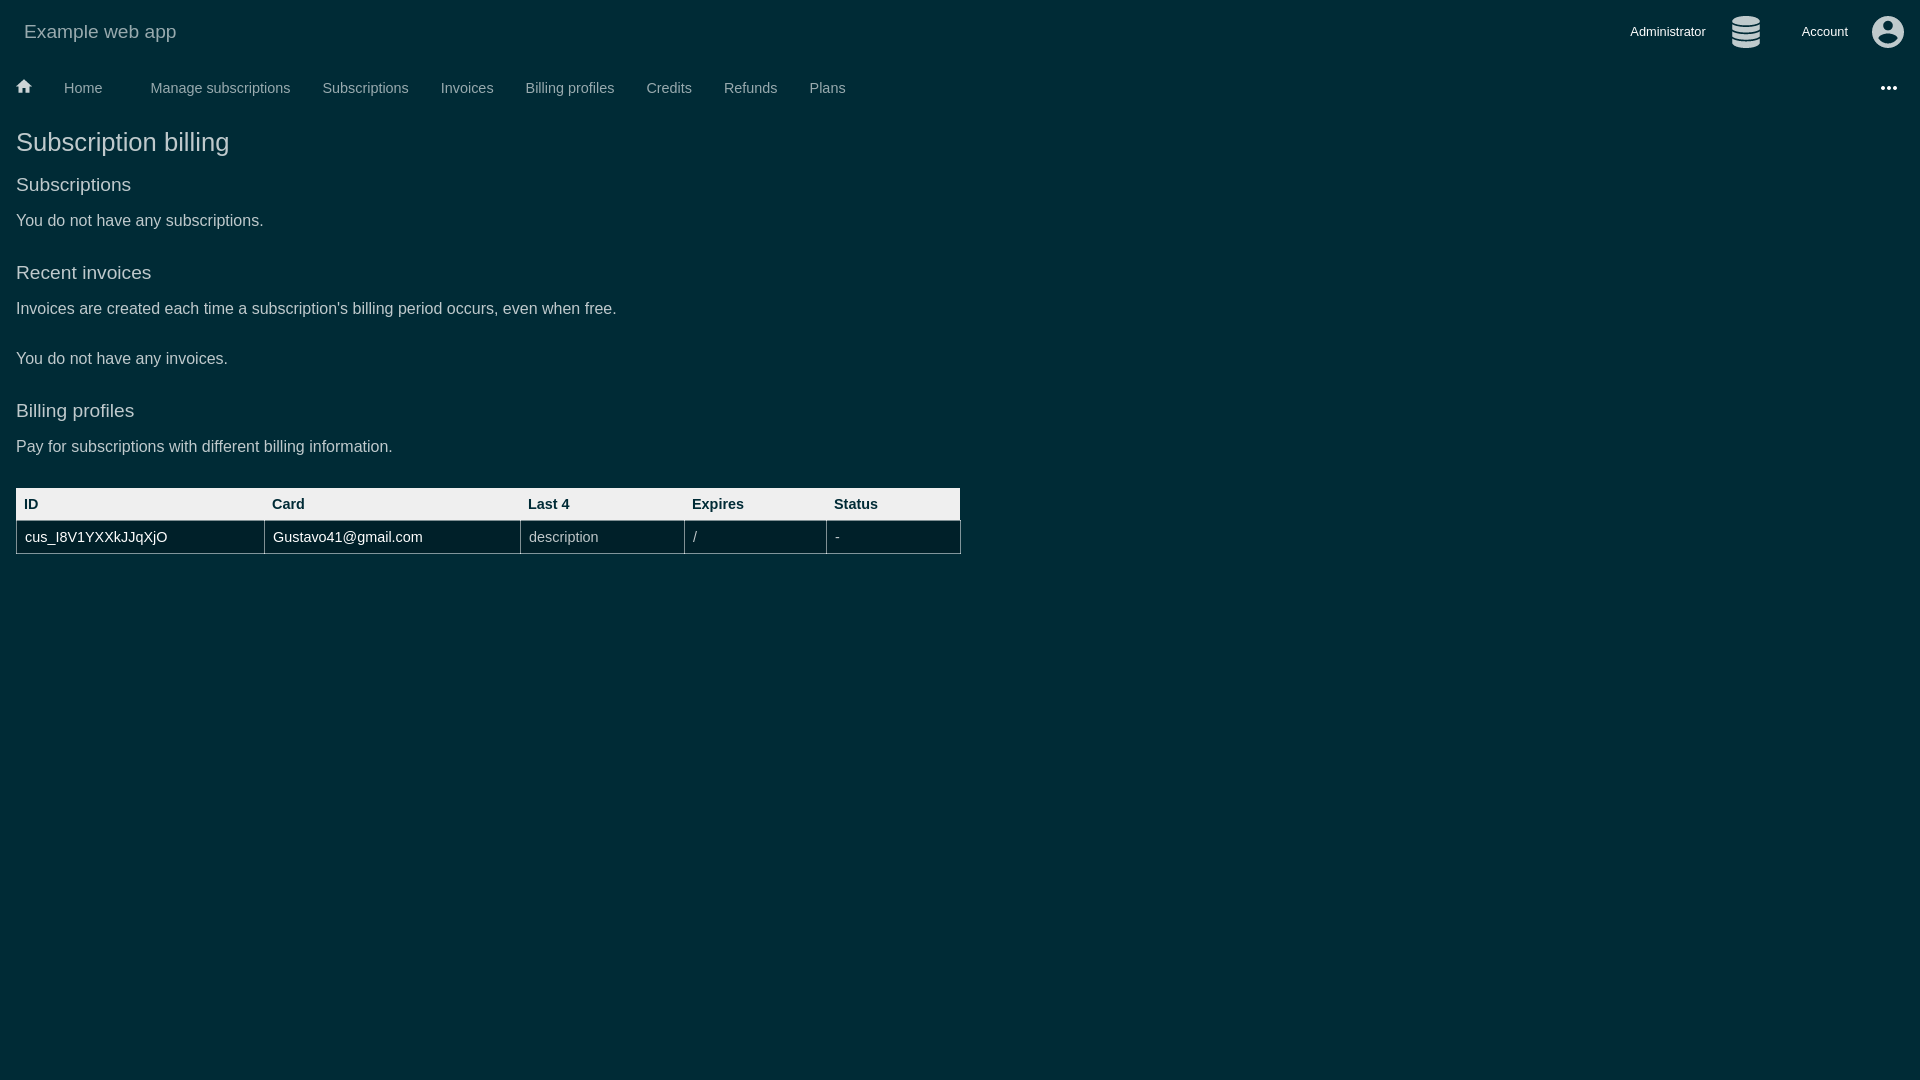 Example web app
Administrator
Account
Home
Manage subscriptions
Subscriptions
Invoices
Billing profiles
Credits
Refunds
Plans
Subscription billing
Subscriptions
You do not have any subscriptions.
Recent invoices
Invoices are created each time a subscription's billing period occurs, even when free.
You do not have any invoices.
Billing profiles
Pay for subscriptions with different billing information.
ID Card Last 4 Expires Status
cus_I8V1YXXkJJqXjO Gustavo41@gmail.com description / -